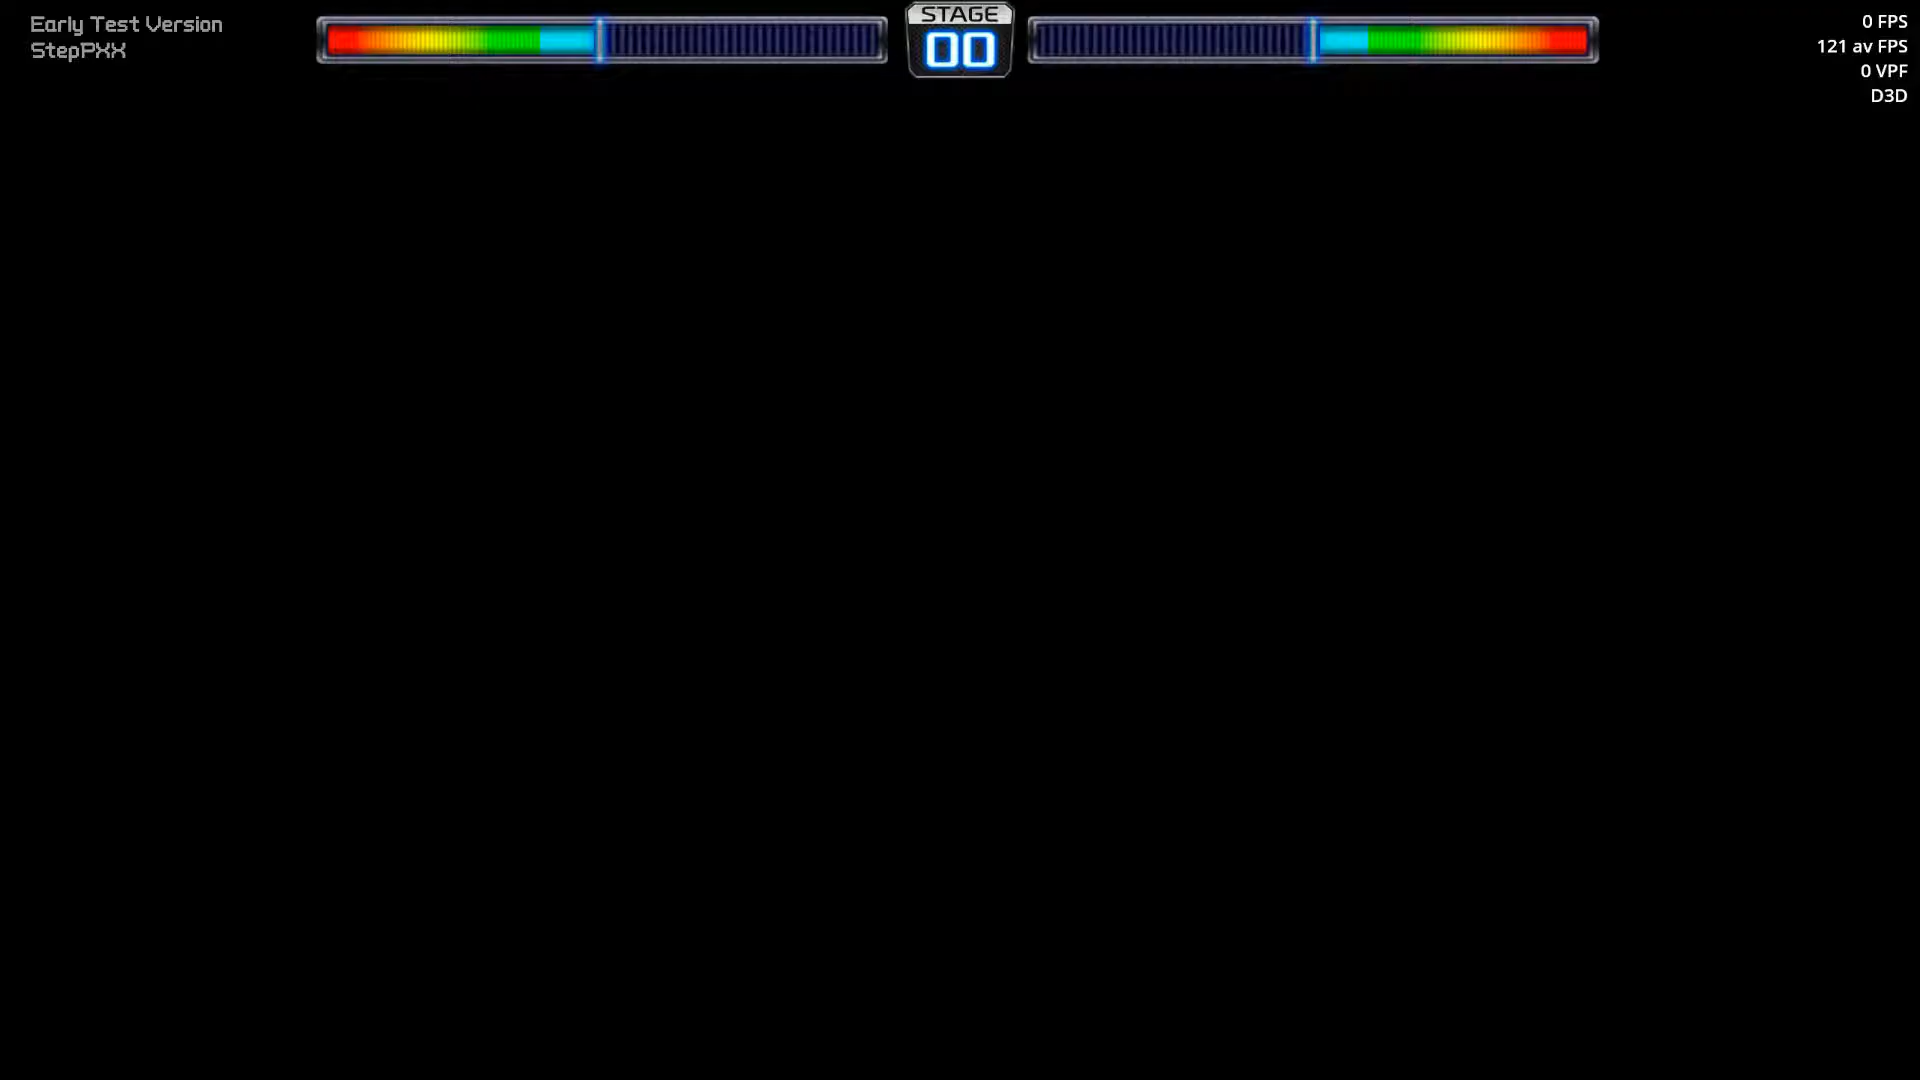 Early Test Version
StepPXX
STAGE
00
0 FPS
121 av FPS
0 VPF
D3D